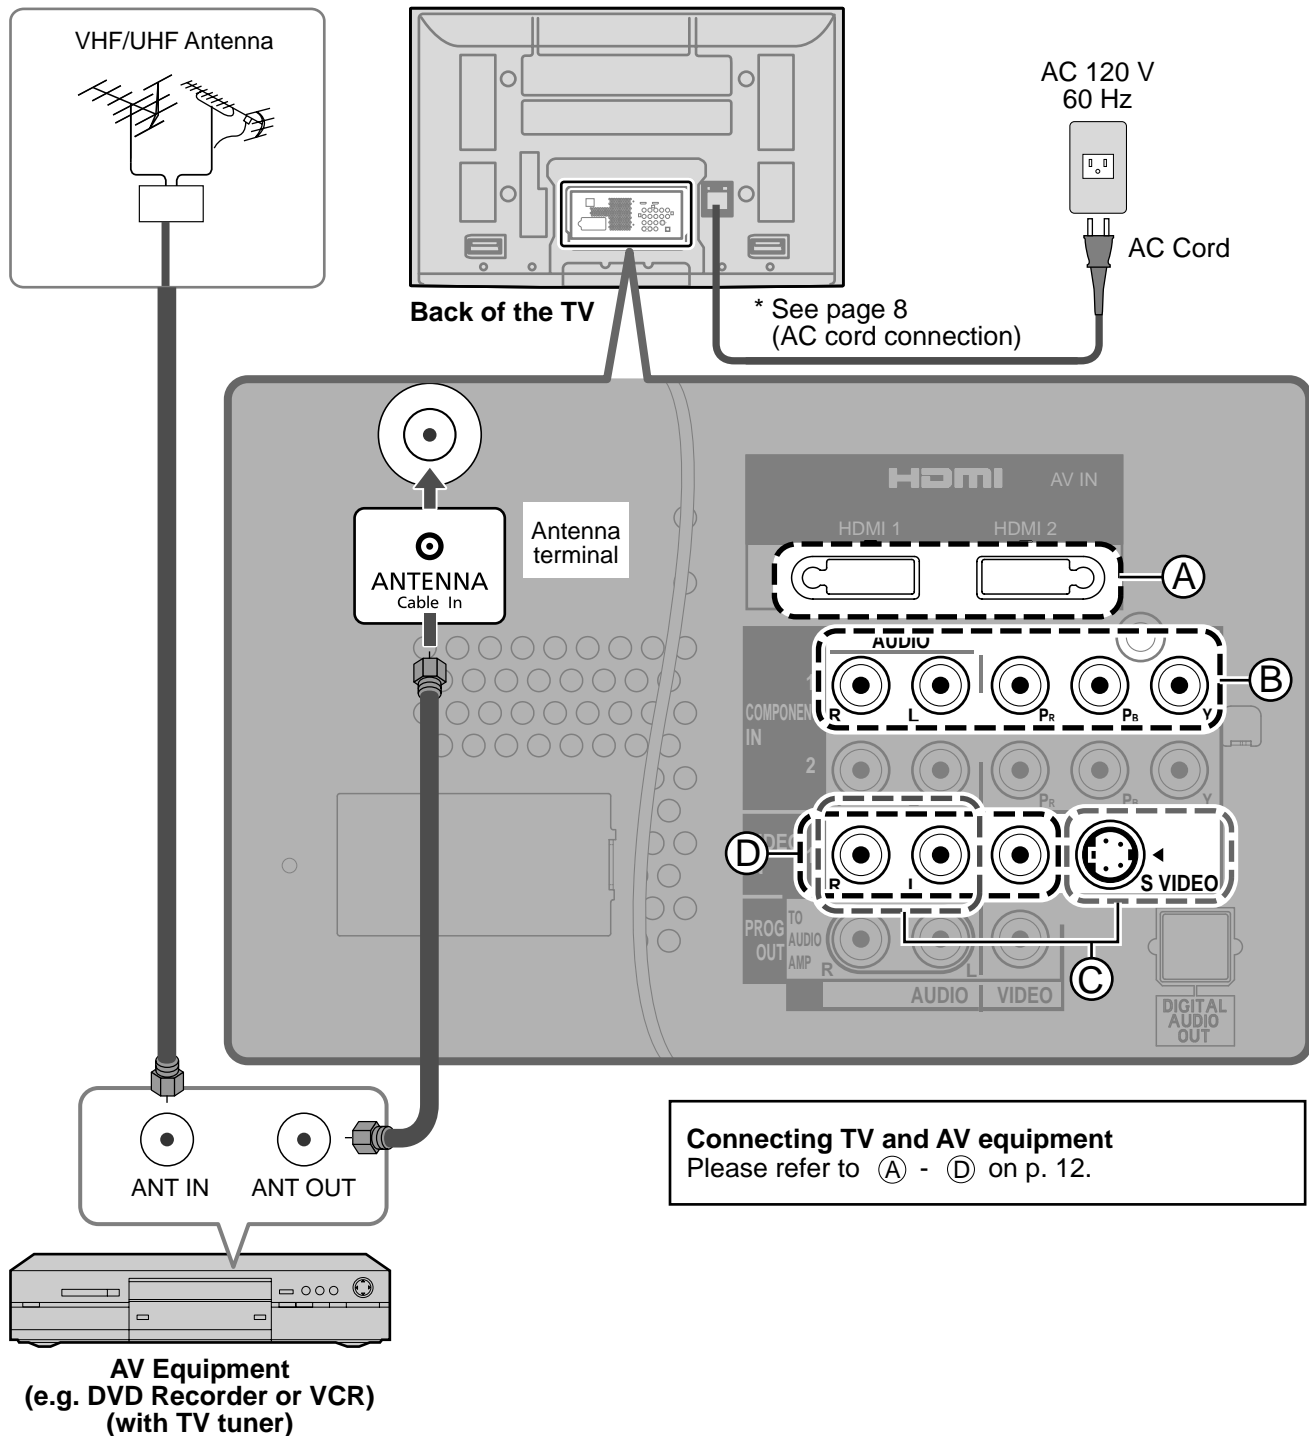 VHF/UHF Antenna
AC 120 V
60 Hz
AC Cord
Back of the TV
* See page 8
(AC cord connection)
HDMI
AV IN
HDMI 1
HDMI 2
A
Antenna
terminal
ANTENNA
Cable In
AUDIO
1
B
COMPONENT
IN
R
L
PR
PB
Y
2
PR
PB
Y
D
R
L
S VIDEO
PROG
OUT
TO
AUDIO
AMP
R
L
C
AUDIO
VIDEO
DIGITAL
AUDIO
OUT
ANT IN
ANT OUT
Connecting TV and AV equipment
Please refer to A - D on p. 12.
AV Equipment
(e.g. DVD Recorder or VCR)
(with TV tuner)